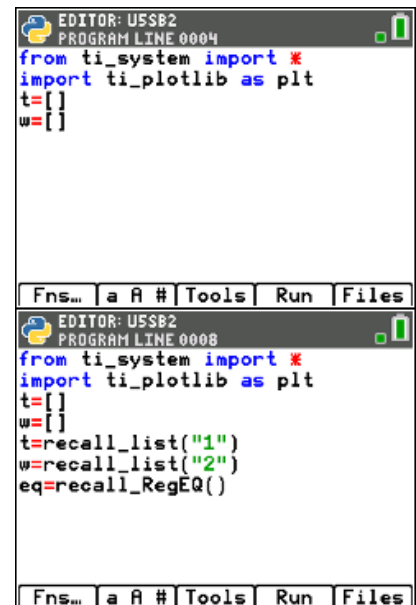 EDITOR: U5SB2
PROGRAM LINE 0004
from ti_system import *
import ti_plotlib as plt
t=[]
w=[]
Fns… a A # Tools Run Files
EDITOR: U5SB2
PROGRAM LINE 0008
from ti_system import *
import ti_plotlib as plt
t=[]
w=[]
t=recall_list("1")
w=recall_list("2")
eq=recall_RegEQ()
Fns… a A # Tools Run Files